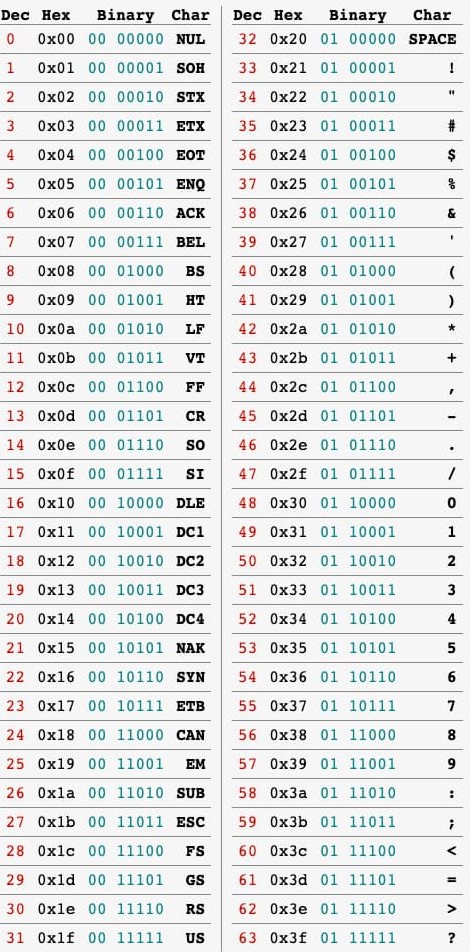 Dec Hex Binary Char Dec Hex Binary Char
0 0x00 00 00000 NUL 32 0x20 01 00000 SPACE
1 0x01 00 00001 SOH 33 0x21 01 00001 !
2 0x02 00 00010 STX 34 0x22 01 00010 "
3 0x03 00 00011 ETX 35 0x23 01 00011 #
4 0x04 00 00100 EOT 36 0x24 01 00100 $
5 0x05 00 00101 ENQ 37 0x25 01 00101 %
6 0x06 00 00110 ACK 38 0x26 01 00110 &
7 0x07 00 00111 BEL 39 0x27 01 00111 '
8 0x08 00 01000 BS 40 0x28 01 01000 (
9 0x09 00 01001 HT 41 0x29 01 01001 )
10 0x0a 00 01010 LF 42 0x2a 01 01010 *
11 0x0b 00 01011 VT 43 0x2b 01 01011 +
12 0x0c 00 01100 FF 44 0x2c 01 01100 ,
13 0x0d 00 01101 CR 45 0x2d 01 01101 -
14 0x0e 00 01110 SO 46 0x2e 01 01110 .
15 0x0f 00 01111 SI 47 0x2f 01 01111 /
16 0x10 00 10000 DLE 48 0x30 01 10000 0
17 0x11 00 10001 DC1 49 0x31 01 10001 1
18 0x12 00 10010 DC2 50 0x32 01 10010 2
19 0x13 00 10011 DC3 51 0x33 01 10011 3
20 0x14 00 10100 DC4 52 0x34 01 10100 4
21 0x15 00 10101 NAK 53 0x35 01 10101 5
22 0x16 00 10110 SYN 54 0x36 01 10110 6
23 0x17 00 10111 ETB 55 0x37 01 10111 7
24 0x18 00 11000 CAN 56 0x38 01 11000 8
25 0x19 00 11001 EM 57 0x39 01 11001 9
26 0x1a 00 11010 SUB 58 0x3a 01 11010 :
27 0x1b 00 11011 ESC 59 0x3b 01 11011 ;
28 0x1c 00 11100 FS 60 0x3c 01 11100 <
29 0x1d 00 11101 GS 61 0x3d 01 11101 =
30 0x1e 00 11110 RS 62 0x3e 01 11110 >
31 0x1f 00 11111 US 63 0x3f 01 11111 ?